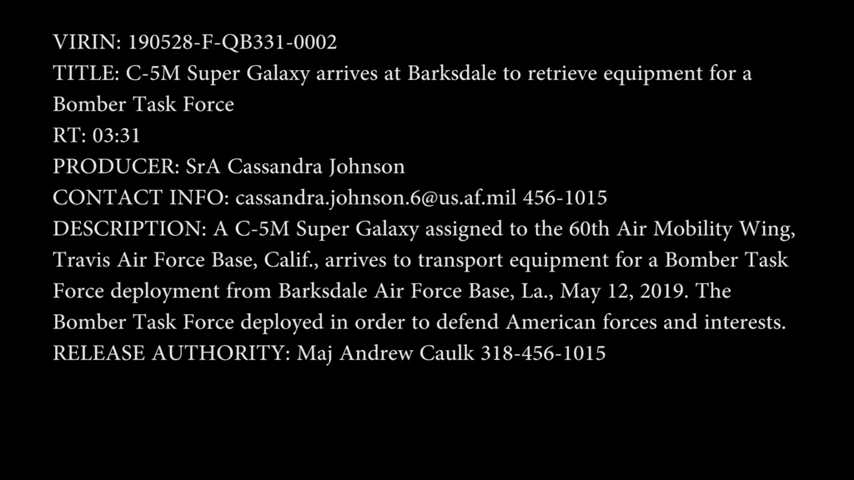 VIRIN: 190528-F-QB331-0002
TITLE: C-5M Super Galaxy arrives at Barksdale to retrieve equipment for a
Bomber Task Force
RT: 03:31
PRODUCER: SrA Cassandra Johnson
CONTACT INFO: cassandra.johnson.6@us.af.mil 456-1015
DESCRIPTION: A C-5M Super Galaxy assigned to the 60th Air Mobility Wing,
Travis Air Force Base, Calif., arrives to transport equipment for a Bomber Task
Force deployment from Barksdale Air Force Base, La., May 12, 2019. The
Bomber Task Force deployed in order to defend American forces and interests.
RELEASE AUTHORITY: Maj Andrew Caulk 318-456-1015